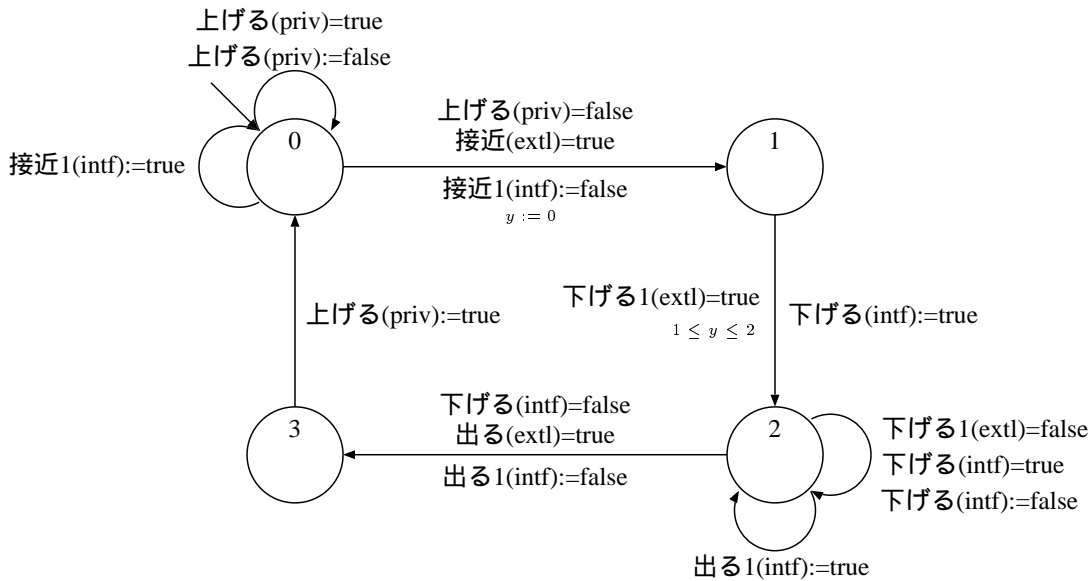 上げる(priv)=true
上げる(priv):=false
0
接近1(intf):=true
上げる(priv)=false
接近(extl)=true
接近1(intf):=false
y := 0
1
下げる1(extl)=true
1 ≤ y ≤ 2
下げる(intf):=true
上げる(priv):=true
3
下げる(intf)=false
出る(extl)=true
出る1(intf):=false
2
下げる1(extl)=false
下げる(intf)=true
下げる(intf):=false
出る1(intf):=true